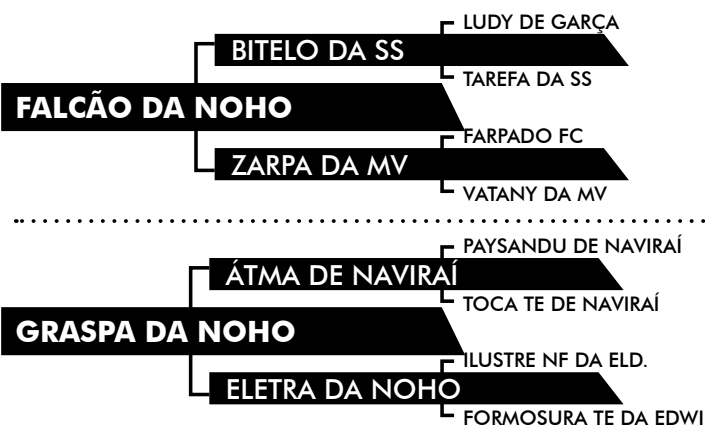 LUDY DE GARÇA
BITELO DA SS
TAREFA DA SS
FALCÃO DA NOHO
FARPADO FC
ZARPA DA MV
VATANY DA MV
PAYSANDU DE NAVIRAÍ
ÁTMA DE NAVIRAÍ
TOCA TE DE NAVIRAÍ
GRASPA DA NOHO
ILUSTRE NF DA ELD.
ELETRA DA NOHO
FORMOSURA TE DA EDWI